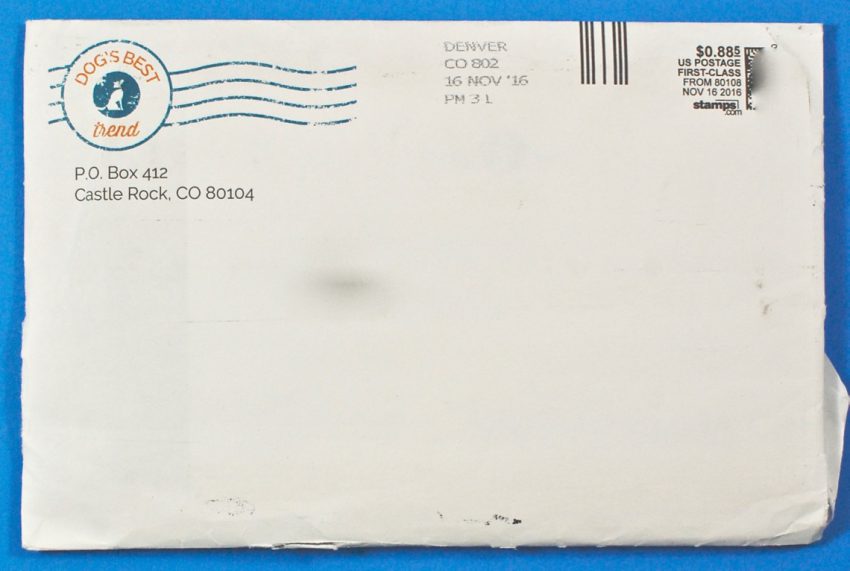 DOG'S BEST
trend
P.O. Box 412
Castle Rock, CO 80104
DENVER
CO 802
16 NOV '16
PM 3 L
$0.885
US POSTAGE
FIRST-CLASS
FROM 80108
NOV 16 2016
stamps
.com